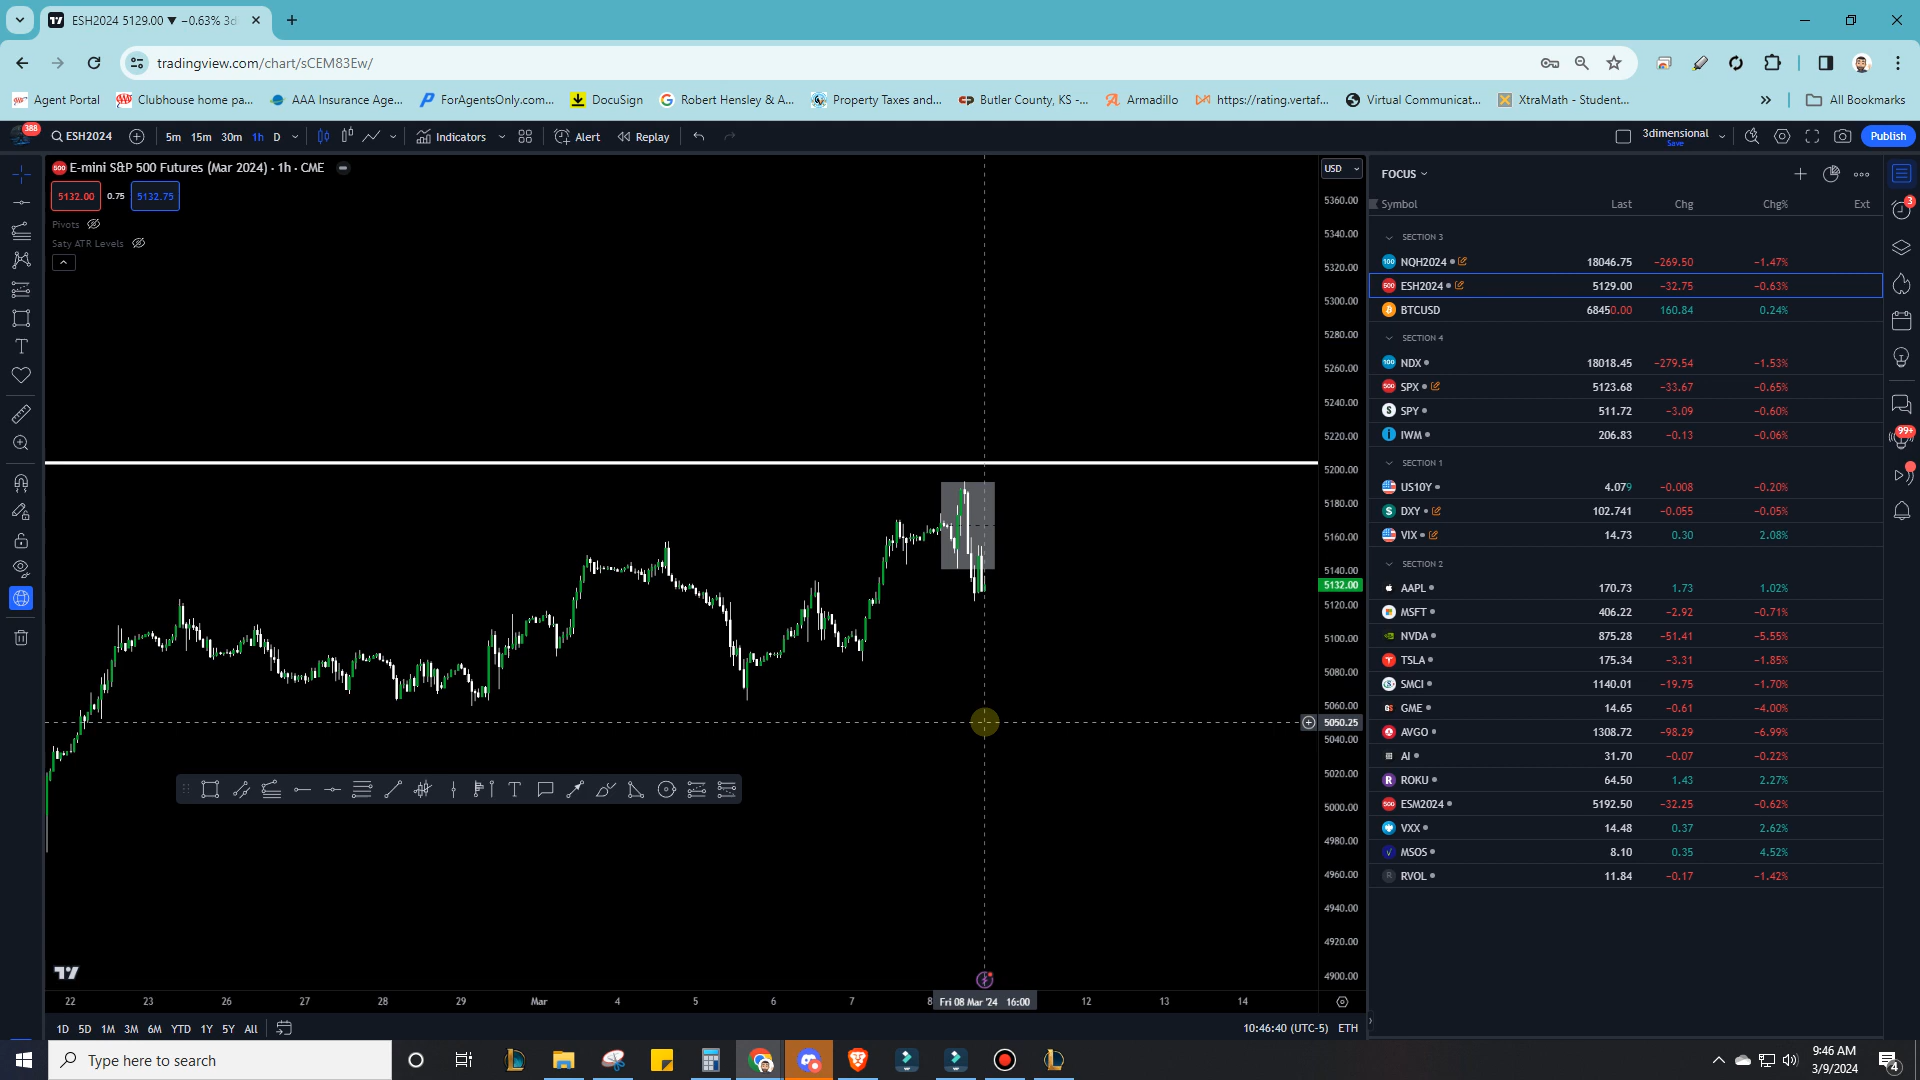 ESH2024 5129.00 ▼ −0.63% 3d
tradingview.com/chart/sCEM83Ew/
Agent Portal
Clubhouse home pa...
AAA Insurance Age...
ForAgentsOnly.com...
DocuSign
Robert Hensley & A...
Property Taxes and...
Butler County, KS -...
Armadillo
https://rating.vertaf...
Virtual Communicat...
XtraMath - Student...
» All Bookmarks
388 ESH2024 5m 15m 30m 1h D Indicators Alert Replay 3dimensional Save Publish
E-mini S&P 500 Futures (Mar 2024) · 1h · CME
USD
5132.00 0.75 5132.75
Pivots
Saty ATR Levels
5360.00
5340.00
5320.00
5300.00
5280.00
5260.00
5240.00
5220.00
5200.00
5180.00
5160.00
5140.00
5132.00
5120.00
5100.00
5080.00
5060.00
5050.25
5040.00
5020.00
5000.00
4980.00
4960.00
4940.00
4920.00
4900.00
22 23 26 27 28 29 Mar 4 5 6 7 8 Fri 08 Mar '24 16:00 12 13 14
1D 5D 1M 3M 6M YTD 1Y 5Y All
10:46:40 (UTC-5) ETH
FOCUS
Symbol Last Chg Chg% Ext
SECTION 3
NQH2024 18046.75 −269.50 −1.47%
ESH2024 5129.00 −32.75 −0.63%
BTCUSD 68450.00 160.84 0.24%
SECTION 4
NDX 18018.45 −279.54 −1.53%
SPX 5123.68 −33.67 −0.65%
SPY 511.72 −3.09 −0.60%
IWM 206.83 −0.13 −0.06%
SECTION 1
US10Y 4.079 −0.008 −0.20%
DXY 102.741 −0.055 −0.05%
VIX 14.73 0.30 2.08%
SECTION 2
AAPL 170.73 1.73 1.02%
MSFT 406.22 −2.92 −0.71%
NVDA 875.28 −51.41 −5.55%
TSLA 175.34 −3.31 −1.85%
SMCI 1140.01 −19.75 −1.70%
GME 14.65 −0.61 −4.00%
AVGO 1308.72 −98.29 −6.99%
AI 31.70 −0.07 −0.22%
ROKU 64.50 1.43 2.27%
ESM2024 5192.50 −32.25 −0.62%
VXX 14.48 0.37 2.62%
MSOS 8.10 0.35 4.52%
RVOL 11.84 −0.17 −1.42%
3
99+
Type here to search
9:46 AM
3/9/2024
4